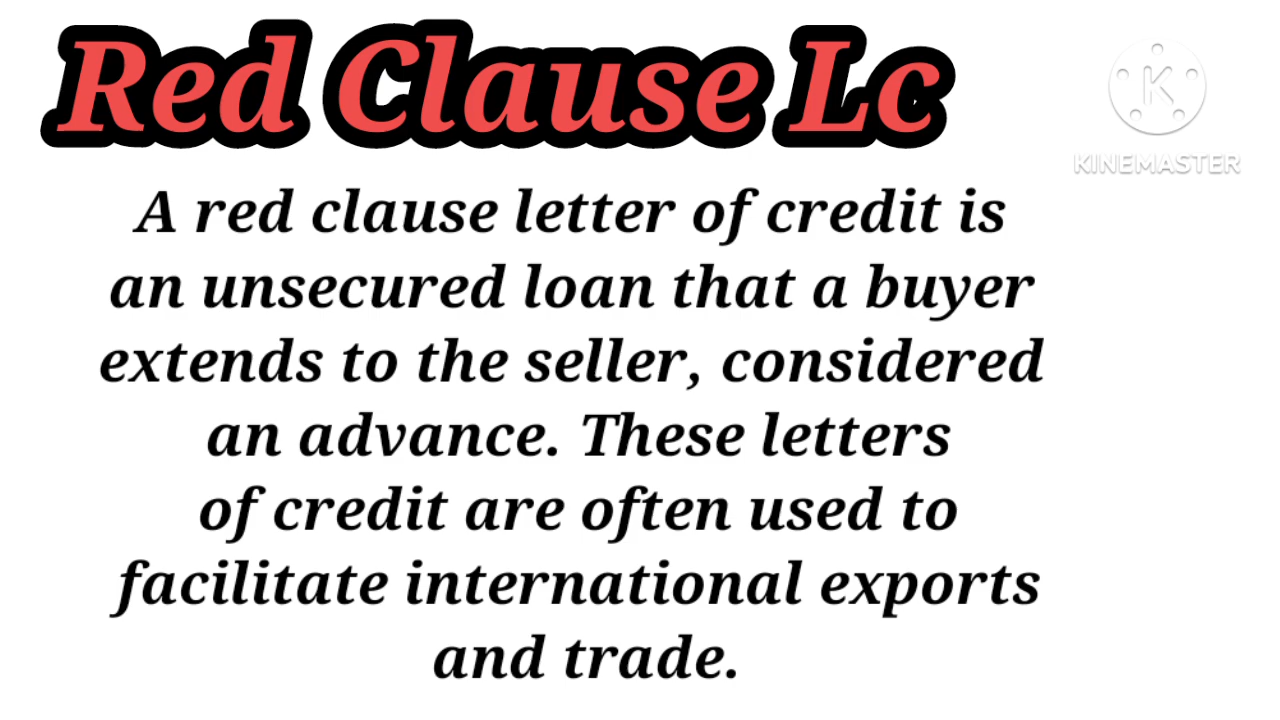 Red Clause Lc
K
KINEMASTER
A red clause letter of credit is
an unsecured loan that a buyer
extends to the seller, considered
an advance. These letters
of credit are often used to
facilitate international exports
and trade.